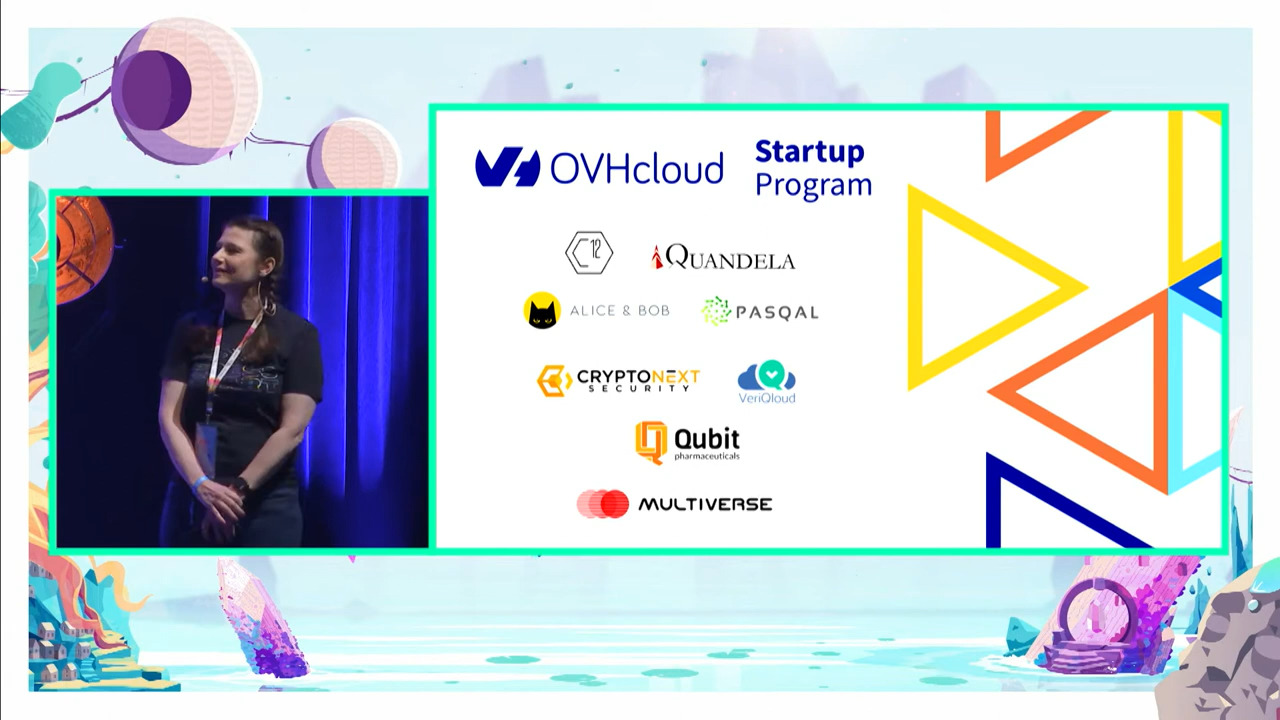 OVHcloud
Startup
Program
C12
QUANDELA
ALICE & BOB
PASQAL
CRYPTONEXT
SECURITY
VeriQloud
Qubit
pharmaceuticals
MULTIVERSE